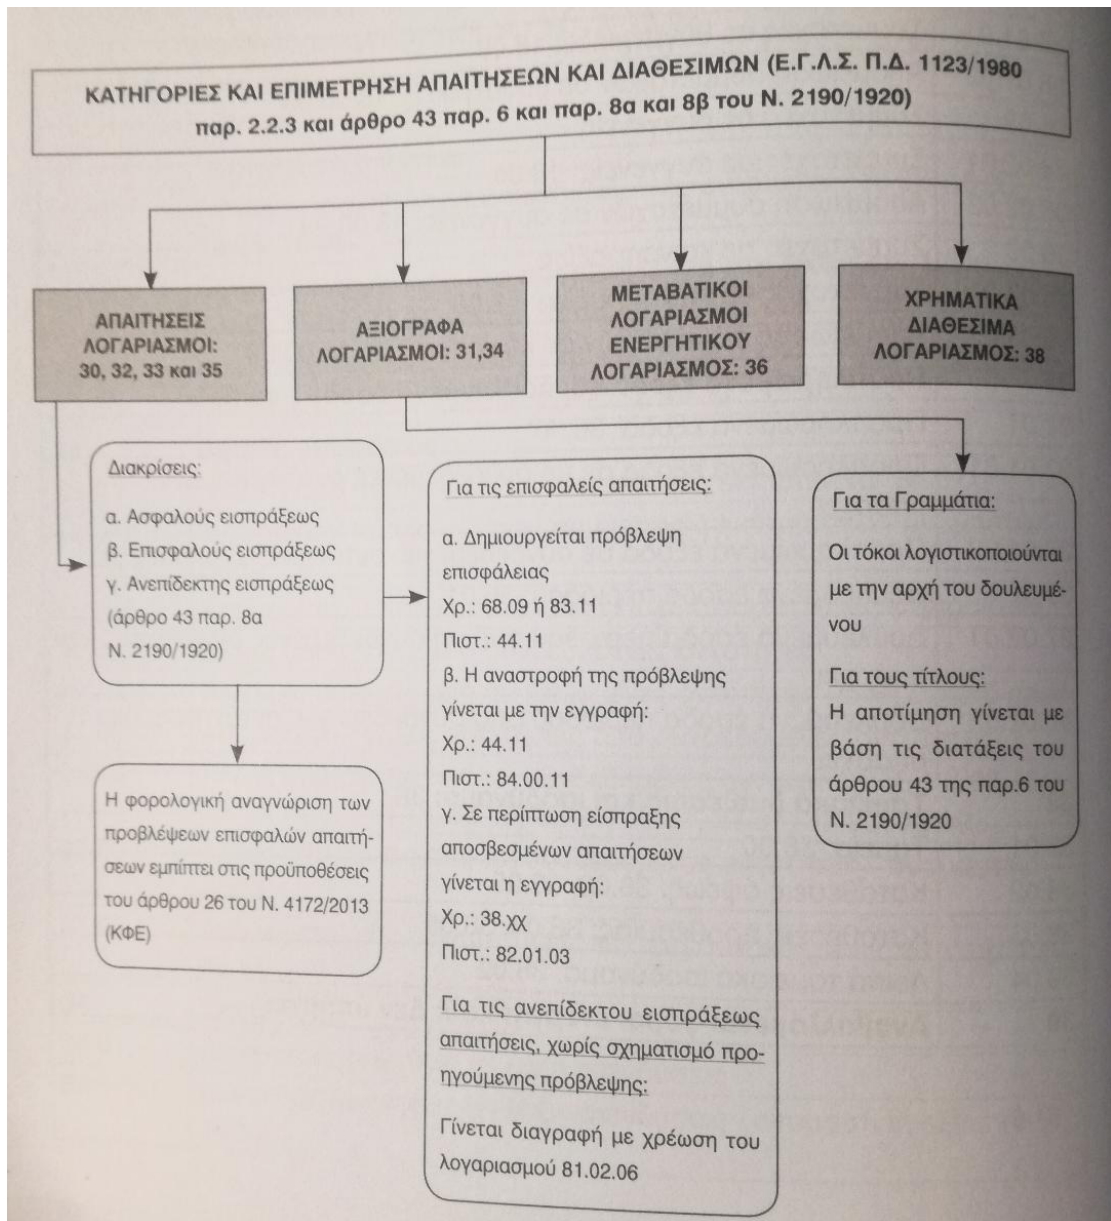 ΚΑΤΗΓΟΡΙΕΣ ΚΑΙ ΕΠΙΜΕΤΡΗΣΗ ΑΠΑΙΤΗΣΕΩΝ ΚΑΙ ΔΙΑΘΕΣΙΜΩΝ (Ε.Γ.Λ.Σ. Π.Δ. 1123/1980
παρ. 2.2.3 και άρθρο 43 παρ. 6 και παρ. 8α και 8β του Ν. 2190/1920)
ΑΠΑΙΤΗΣΕΙΣ
ΛΟΓΑΡΙΑΣΜΟΙ:
30, 32, 33 και 35
ΑΞΙΟΓΡΑΦΑ
ΛΟΓΑΡΙΑΣΜΟΙ: 31,34
ΜΕΤΑΒΑΤΙΚΟΙ
ΛΟΓΑΡΙΑΣΜΟΙ
ΕΝΕΡΓΗΤΙΚΟΥ
ΛΟΓΑΡΙΑΣΜΟΣ: 36
ΧΡΗΜΑΤΙΚΑ
ΔΙΑΘΕΣΙΜΑ
ΛΟΓΑΡΙΑΣΜΟΣ: 38
Διακρίσεις:
α. Ασφαλούς εισπράξεως
β. Επισφαλούς εισπράξεως
γ. Ανεπίδεκτης εισπράξεως
(άρθρο 43 παρ. 8α
Ν. 2190/1920)
Η φορολογική αναγνώριση των
προβλέψεων επισφαλών απαιτή-
σεων εμπίπτει στις προϋποθέσεις
του άρθρου 26 του Ν. 4172/2013
(ΚΦΕ)
Για τις επισφαλείς απαιτήσεις:
α. Δημιουργείται πρόβλεψη
επισφάλειας
Χρ.: 68.09 ή 83.11
Πιστ.: 44.11
β. Η αναστροφή της πρόβλεψης
γίνεται με την εγγραφή:
Χρ.: 44.11
Πιστ.: 84.00.11
γ. Σε περίπτωση είσπραξης
αποσβεσμένων απαιτήσεων
γίνεται η εγγραφή:
Χρ.: 38.χχ
Πιστ.: 82.01.03
Για τις ανεπίδεκτου εισπράξεως
απαιτήσεις, χωρίς σχηματισμό προ-
ηγούμενης πρόβλεψης:
Γίνεται διαγραφή με χρέωση του
λογαριασμού 81.02.06
Για τα Γραμμάτια:
Οι τόκοι λογιστικοποιούνται
με την αρχή του δουλευμέ-
νου
Για τους τίτλους:
Η αποτίμηση γίνεται με
βάση τις διατάξεις του
άρθρου 43 της παρ.6 του
Ν. 2190/1920